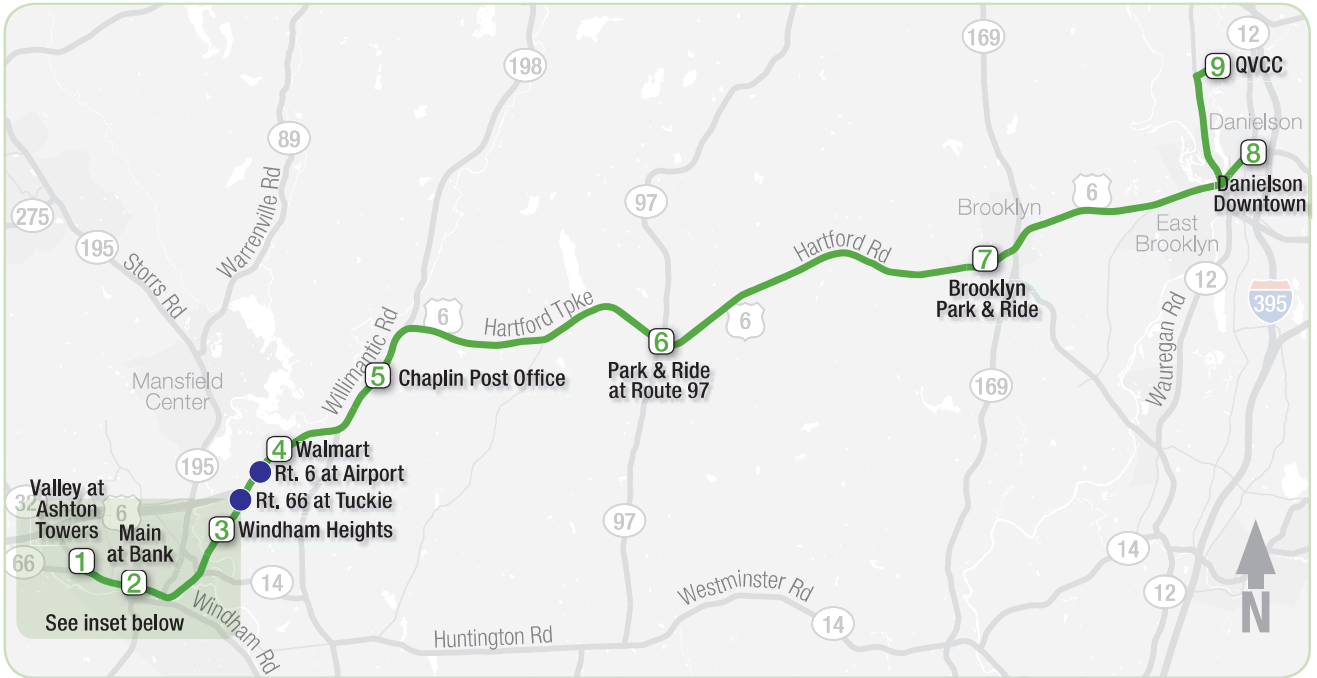 12
169
9 QVCC
198
Danielson
89
8
Danielson
Downtown
6
97
Brooklyn
275
Warrenville Rd
East
Brooklyn
195
Storrs Rd
Hartford Rd
7
Brooklyn
Park & Ride
12
395
6
Hartford Tpke
6
6
Park & Ride
at Route 97
Willimantic Rd
5 Chaplin Post Office
Wauregan Rd
Mansfield
Center
169
4 Walmart
Rt. 6 at Airport
195
Rt. 66 at Tuckie
Valley at
Ashton
Towers
32
6
Main
at Bank
3 Windham Heights
97
1
2
66
14
14
12
Westminster Rd
14
Windham Rd
See inset below
Huntington Rd
N